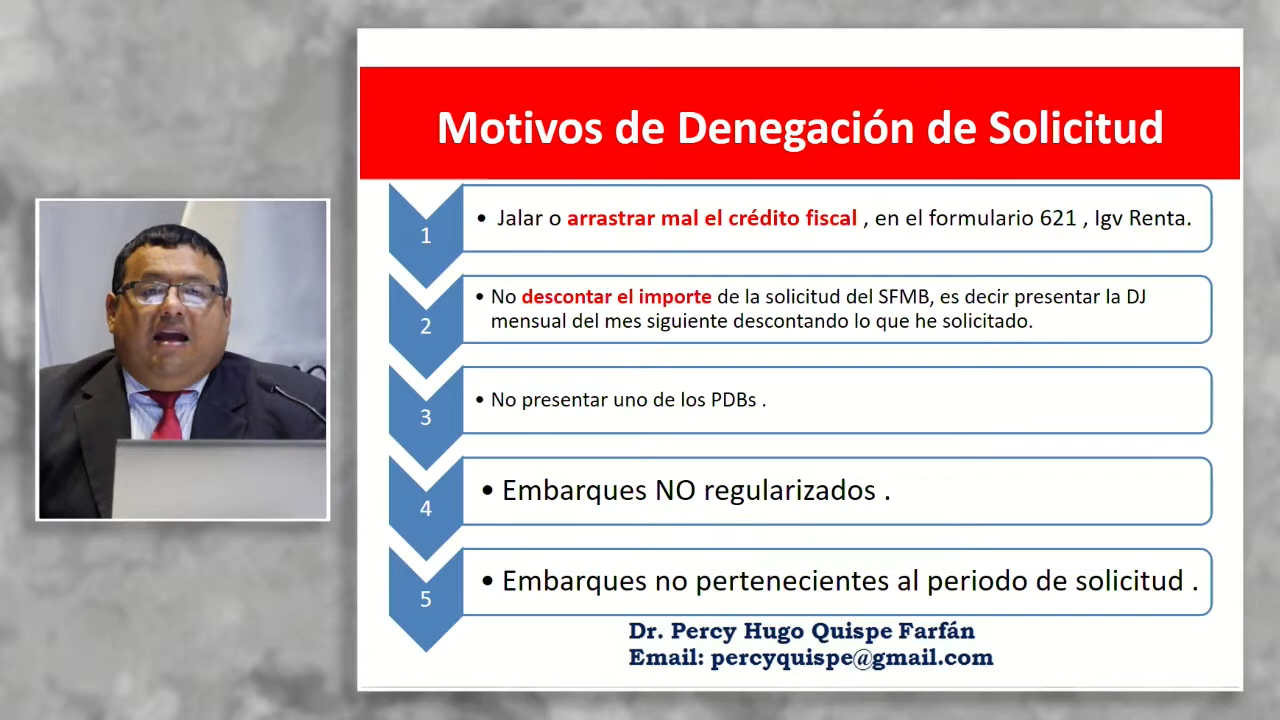 Motivos de Denegación de Solicitud
1
• Jalar o arrastrar mal el crédito fiscal , en el formulario 621 , Igv Renta.
2
• No descontar el importe de la solicitud del SFMB, es decir presentar la DJ
mensual del mes siguiente descontando lo que he solicitado.
3
• No presentar uno de los PDBs .
4
• Embarques NO regularizados .
5
• Embarques no pertenecientes al periodo de solicitud .
Dr. Percy Hugo Quispe Farfán
Email: percyquispe@gmail.com